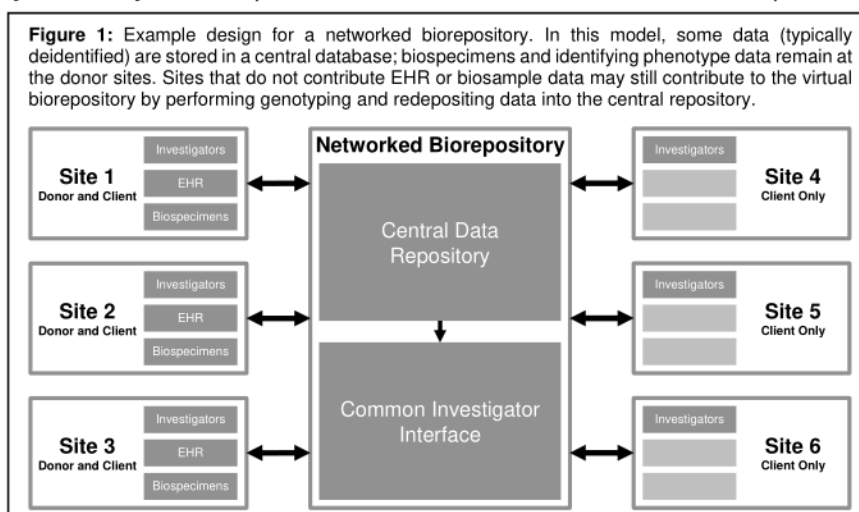 Figure 1: Example design for a networked biorepository. In this model, some data (typically
deidentified) are stored in a central database; biospecimens and identifying phenotype data remain at
the donor sites. Sites that do not contribute EHR or biosample data may still contribute to the virtual
biorepository by performing genotyping and redepositing data into the central repository.
Site 1
Donor and Client
Investigators
EHR
Biospecimens
Site 2
Donor and Client
Investigators
EHR
Biospecimens
Site 3
Donor and Client
Investigators
EHR
Biospecimens
Networked Biorepository
Central Data
Repository
Common Investigator
Interface
Investigators
Site 4
Client Only
Investigators
Site 5
Client Only
Investigators
Site 6
Client Only